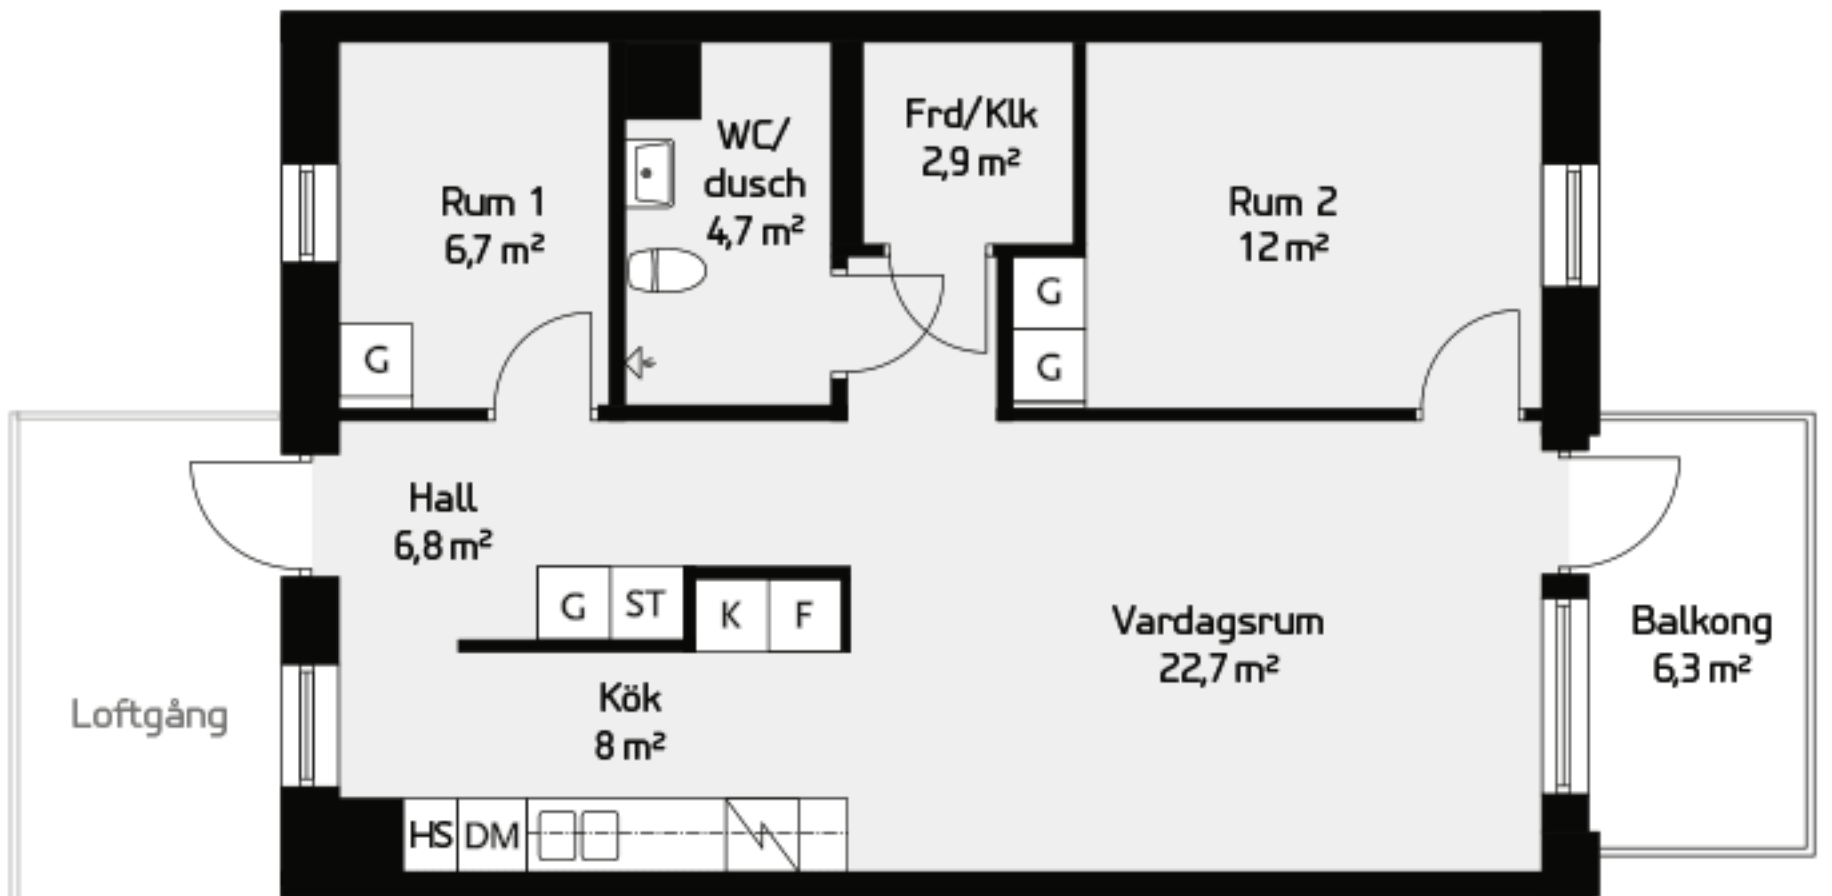 Rum 1
6,7 m²
WC/
dusch
4,7 m²
Frd/Klk
2,9 m²
Rum 2
12 m²
G
G
G
Hall
6,8 m²
G
ST
K
F
Vardagsrum
22,7 m²
Balkong
6,3 m²
Loftgång
Kök
8 m²
HS
DM